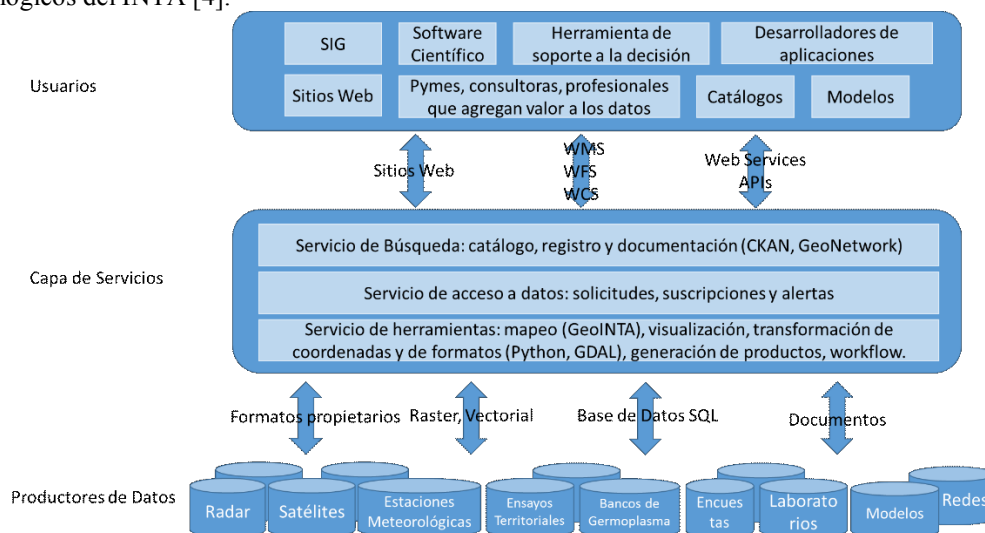 lógicos del INTA [4].
Usuarios
SIG
Software
Científico
Herramienta de
soporte a la decisión
Desarrolladores de
aplicaciones
Sitios Web
Pymes, consultoras, profesionales
que agregan valor a los datos
Catálogos
Modelos
Sitios Web
WMS
WFS
WCS
Web Services
APIs
Capa de Servicios
Servicio de Búsqueda: catálogo, registro y documentación (CKAN, GeoNetwork)
Servicio de acceso a datos: solicitudes, suscripciones y alertas
Servicio de herramientas: mapeo (GeoINTA), visualización, transformación de
coordenadas y de formatos (Python, GDAL), generación de productos, workflow.
Formatos propietarios
Raster, Vectorial
Base de Datos SQL
Documentos
Productores de Datos
Radar
Satélites
Estaciones
Meteorológicas
Ensayos
Territoriales
Bancos de
Germoplasma
Encues
tas
Laborato
rios
Modelos
Redes